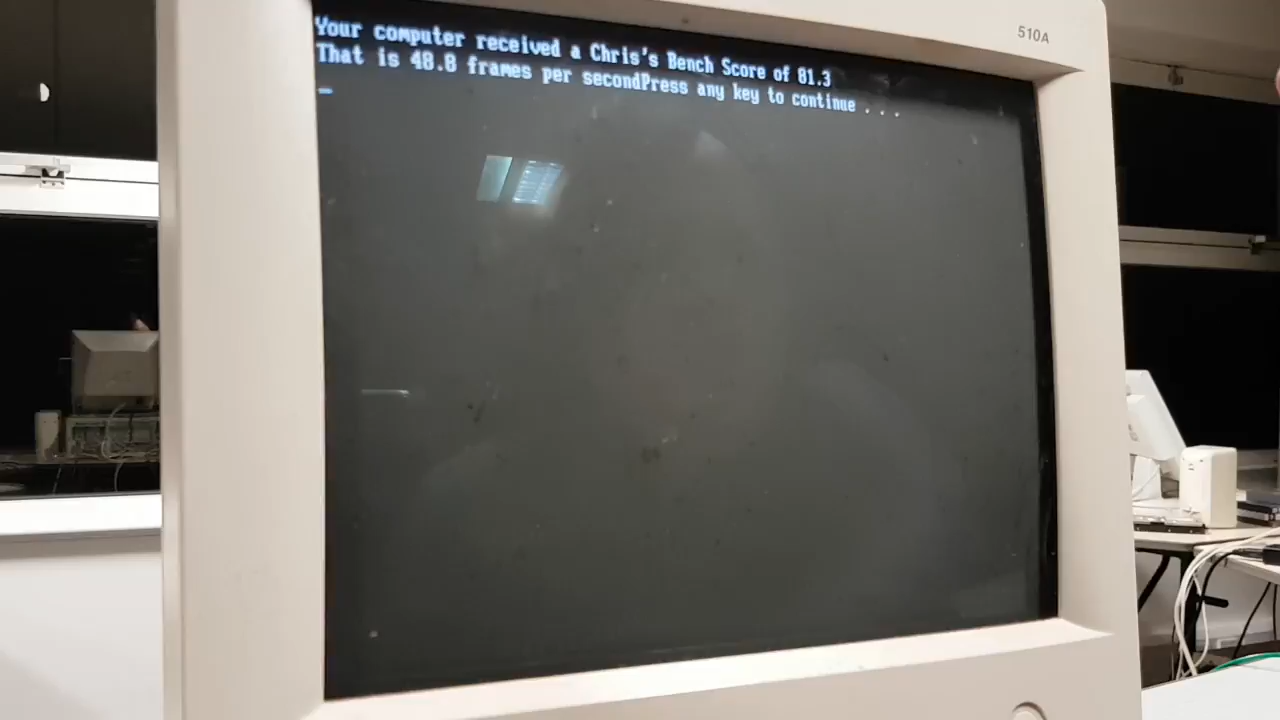 510A
Your computer received a Chris's Bench Score of 81.3
That is 48.8 frames per secondPress any key to continue . . .